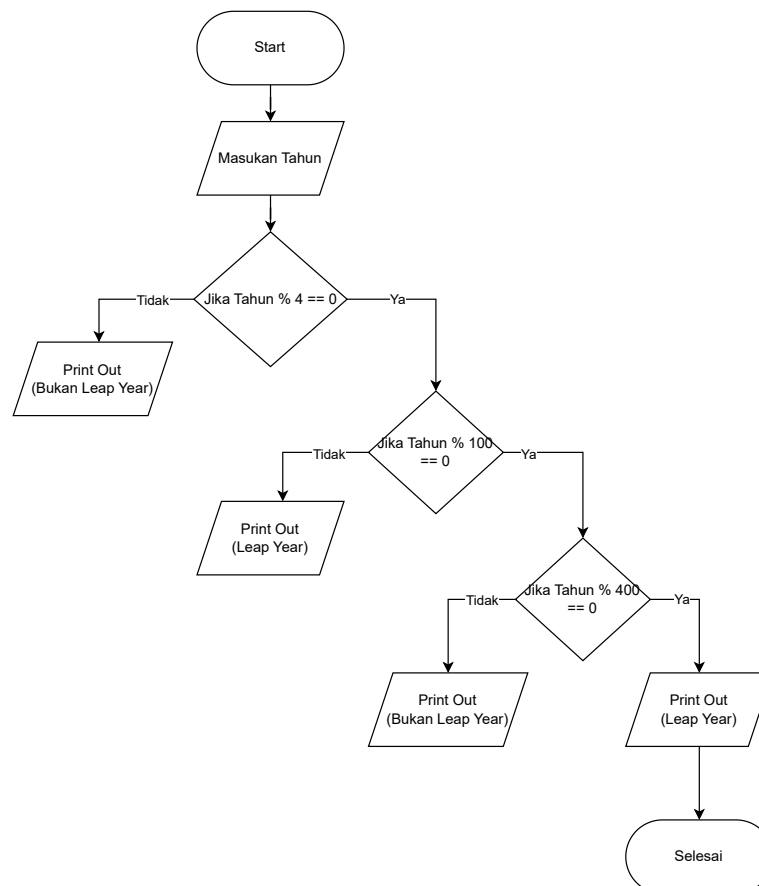 Start
Masukan Tahun
Jika Tahun % 4 == 0
Tidak
Ya
Print Out
(Bukan Leap Year)
Jika Tahun % 100
== 0
Tidak
Ya
Print Out
(Leap Year)
Jika Tahun % 400
== 0
Tidak
Ya
Print Out
(Bukan Leap Year)
Print Out
(Leap Year)
Selesai